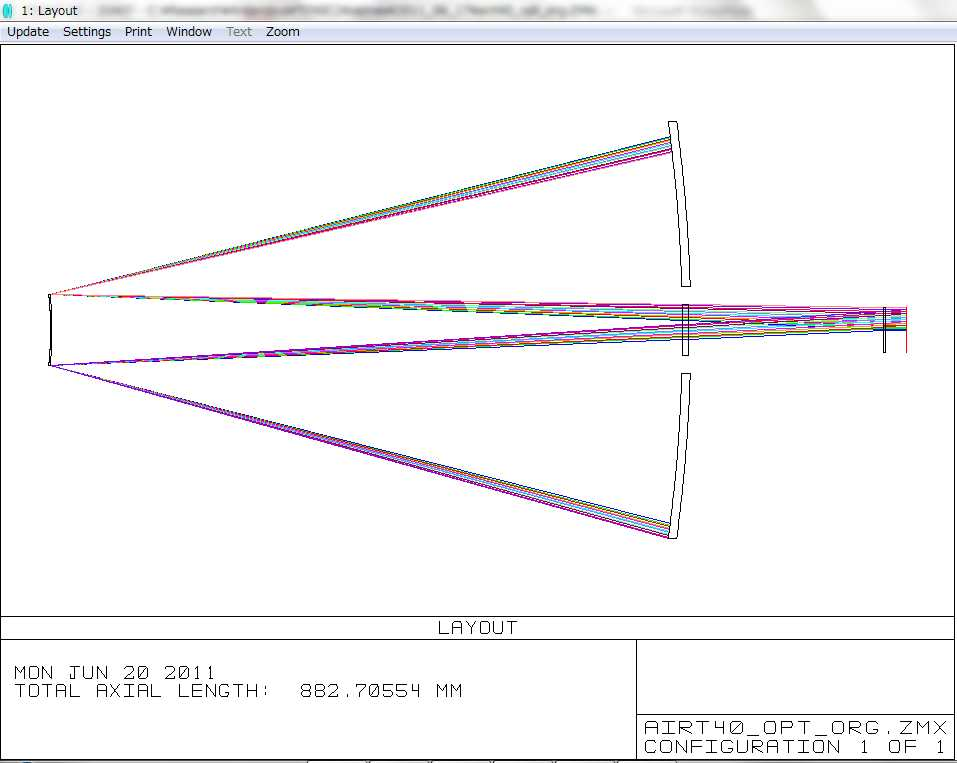 1: Layout
Update Settings Print Window Text Zoom
LAYOUT
MON JUN 20 2011
TOTAL AXIAL LENGTH: 882.70554 MM
AIRT40_OPT_ORG.ZMX
CONFIGURATION 1 OF 1